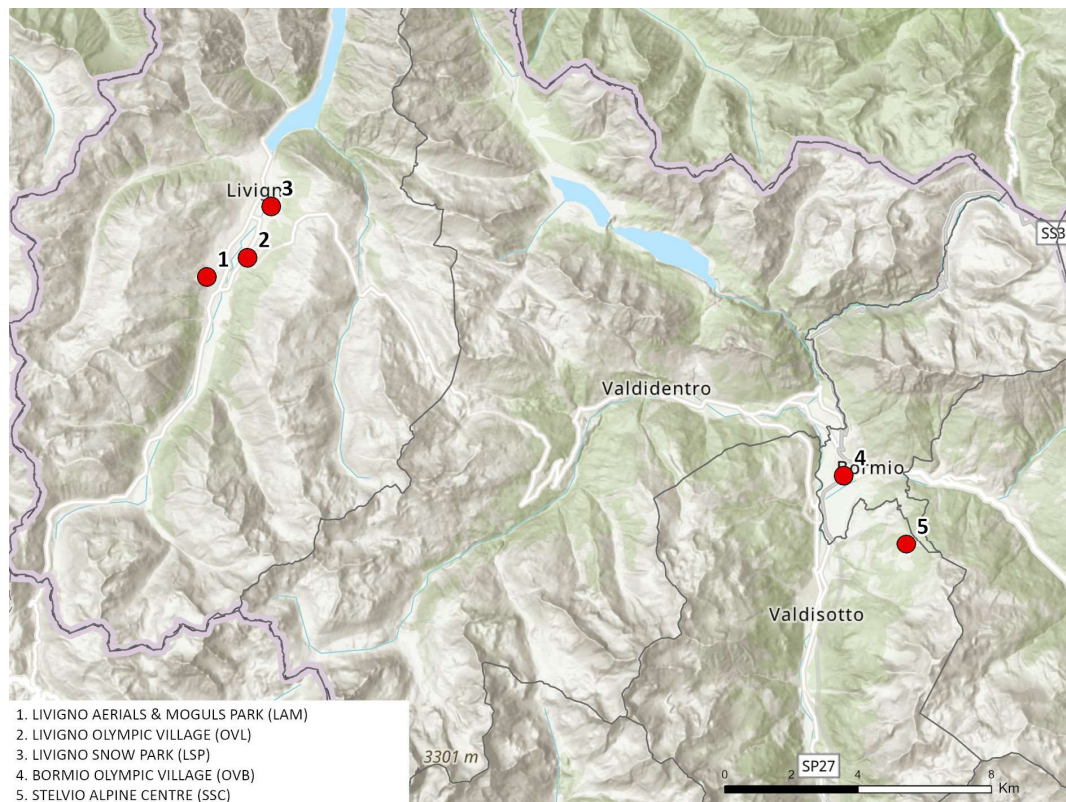 Livigno
3
2
1
SS3
Valdidentro
4
Bormio
5
Valdisotto
3301 m
SP27
0 2 4 8
Km
1. LIVIGNO AERIALS & MOGULS PARK (LAM)
2. LIVIGNO OLYMPIC VILLAGE (OVL)
3. LIVIGNO SNOW PARK (LSP)
4. BORMIO OLYMPIC VILLAGE (OVB)
5. STELVIO ALPINE CENTRE (SSC)